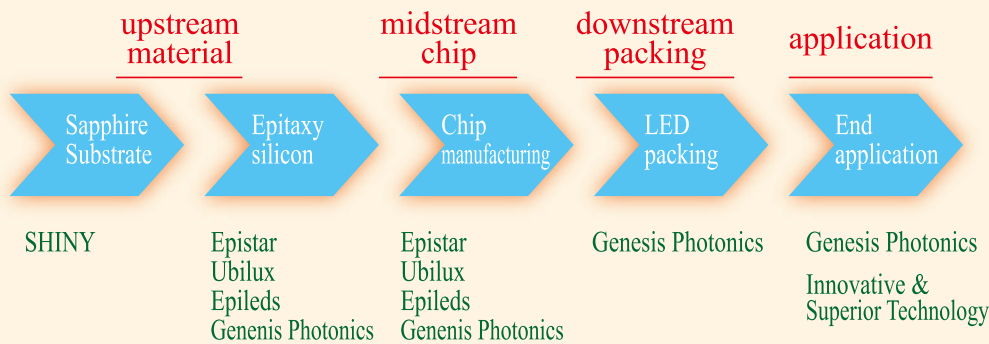 upstream
material
midstream
chip
downstream
packing
application
Sapphire
Substrate
Epitaxy
silicon
Chip
manufacturing
LED
packing
End
application
SHINY
Epistar
Ubilux
Epileds
Genenis Photonics
Epistar
Ubilux
Epileds
Genenis Photonics
Genesis Photonics
Genesis Photonics
Innovative &
Superior Technology